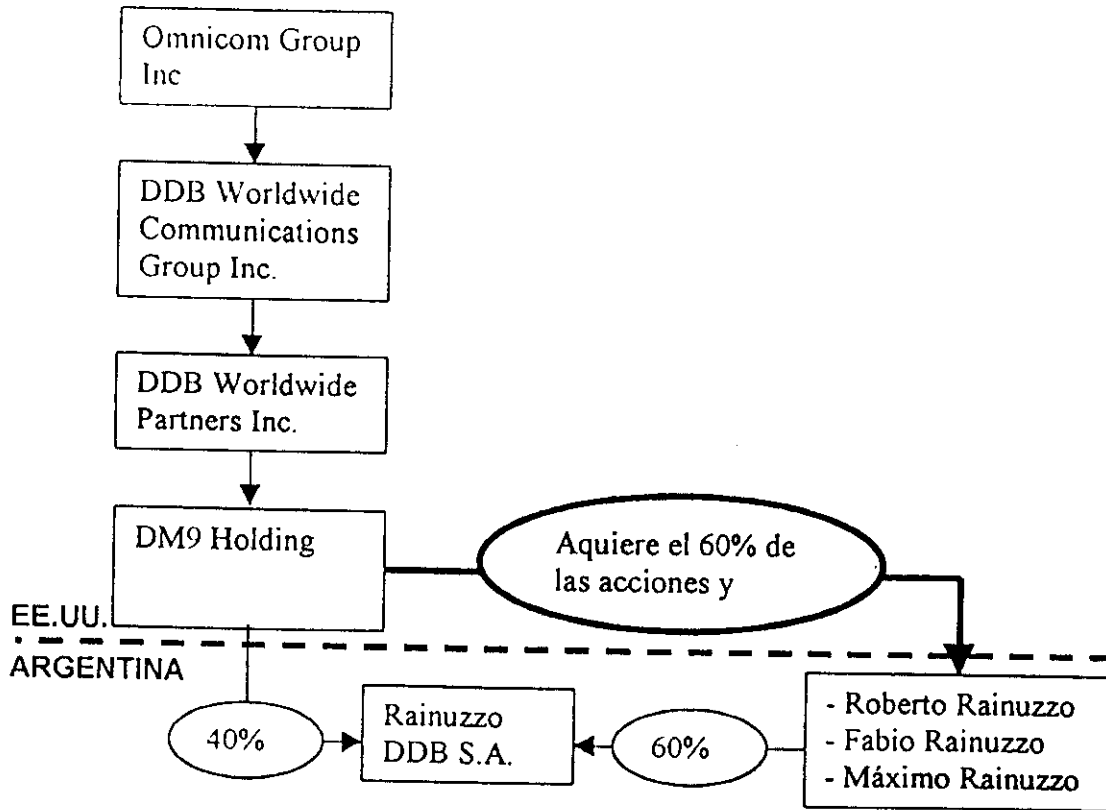 Omnicom Group
Inc
DDB Worldwide
Communications
Group Inc.
DDB Worldwide
Partners Inc.
DM9 Holding
Aquiere el 60% de
las acciones y
EE.UU.
ARGENTINA
40%
Rainuzzo
DDB S.A.
60%
- Roberto Rainuzzo
- Fabio Rainuzzo
- Máximo Rainuzzo